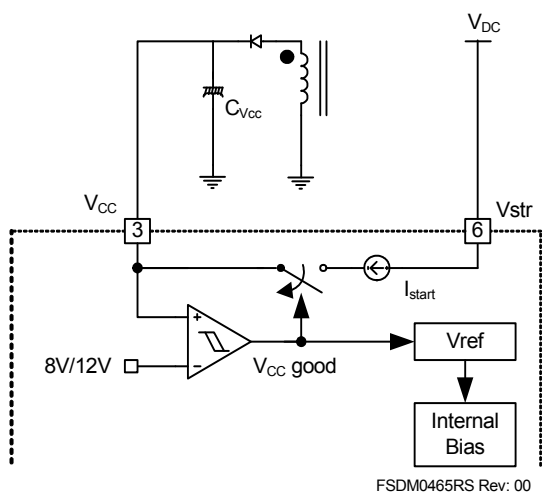 V_DC
C_Vcc
V_CC
3
6
Vstr
I_start
+
8V/12V
-
V_CC good
Vref
Internal
Bias
FSDM0465RS Rev: 00